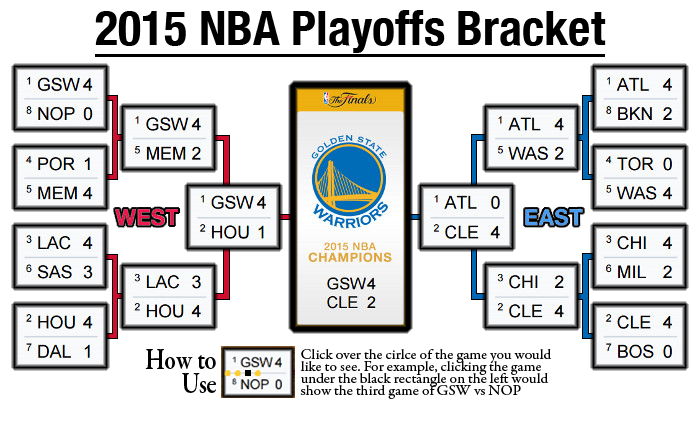 2015 NBA Playoffs Bracket
1 GSW 4
8 NOP 0
4 POR 1
5 MEM 4
3 LAC 4
6 SAS 3
2 HOU 4
7 DAL 1
1 GSW 4
5 MEM 2
3 LAC 3
2 HOU 4
WEST
1 GSW 4
2 HOU 1
The Finals
GOLDEN STATE
WARRIORS
2015 NBA
CHAMPIONS
GSW 4
CLE 2
1 ATL 0
2 CLE 4
EAST
1 ATL 4
5 WAS 2
3 CHI 2
2 CLE 4
1 ATL 4
8 BKN 2
4 TOR 0
5 WAS 4
3 CHI 4
6 MIL 2
2 CLE 4
7 BOS 0
How to
Use
1 GSW 4
8 NOP 0
Click over the cirlce of the game you would
like to see. For example, clicking the game
under the black rectangle on the left would
show the third game of GSW vs NOP